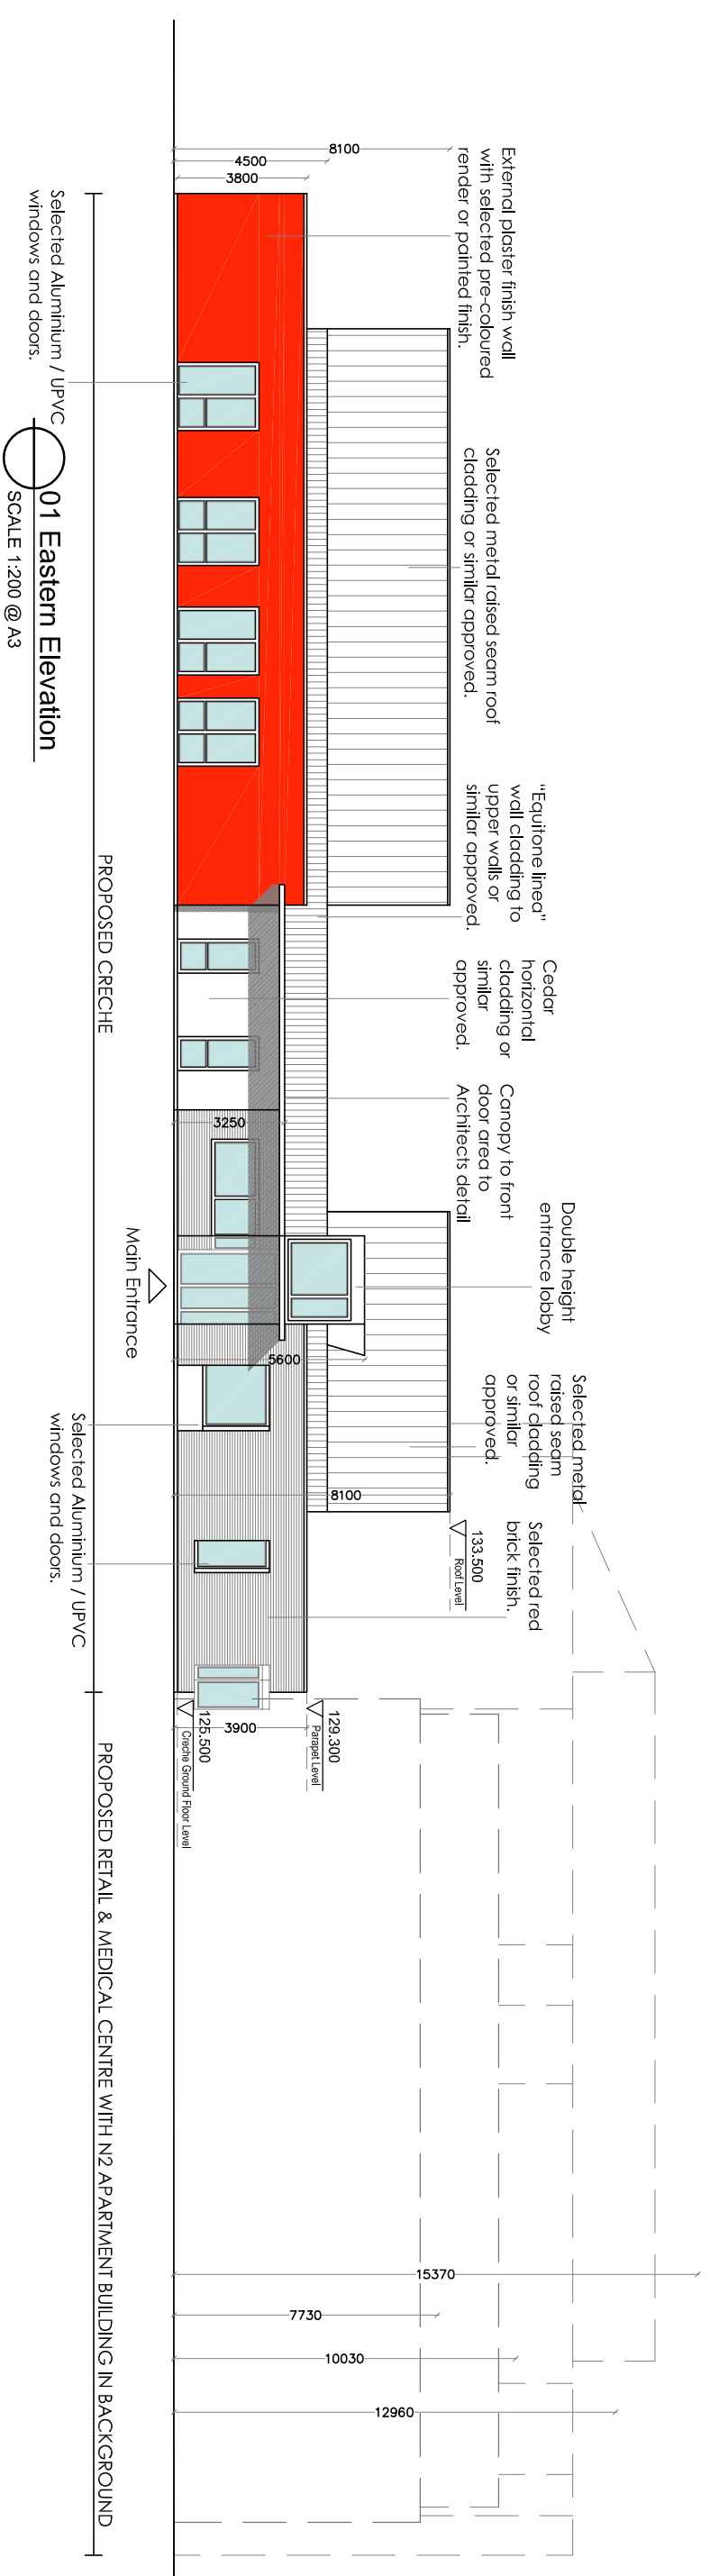 8100
4500
3800
External plaster finish wall
with selected pre-coloured
render or painted finish.
Selected metal raised seam roof
cladding or similar approved.
"Equitone linea"
wall cladding to
upper walls or
similar approved.
Cedar
horizontal
cladding or
similar
approved.
Canopy to front
door area to
Architects detail
Double height
entrance lobby
Selected metal
raised seam
roof cladding
or similar
approved.
Selected red
brick finish.
133.500
Roof Level
129.300
Parapet Level
125.500
Creche Ground Floor Level
3250
5600
8100
3900
15370
7730
10030
12960
Main Entrance
Selected Aluminium / UPVC
windows and doors.
Selected Aluminium / UPVC
windows and doors.
PROPOSED CRECHE
PROPOSED RETAIL & MEDICAL CENTRE WITH N2 APARTMENT BUILDING IN BACKGROUND
01 Eastern Elevation
SCALE 1:200 @ A3